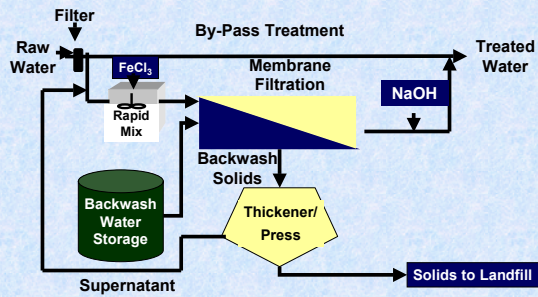 Filter
By-Pass Treatment
Raw
Water
Treated
Water
FeCl3
Membrane
Filtration
NaOH
Rapid
Mix
Backwash
Solids
Backwash
Water
Storage
Thickener/
Press
Supernatant
Solids to Landfill